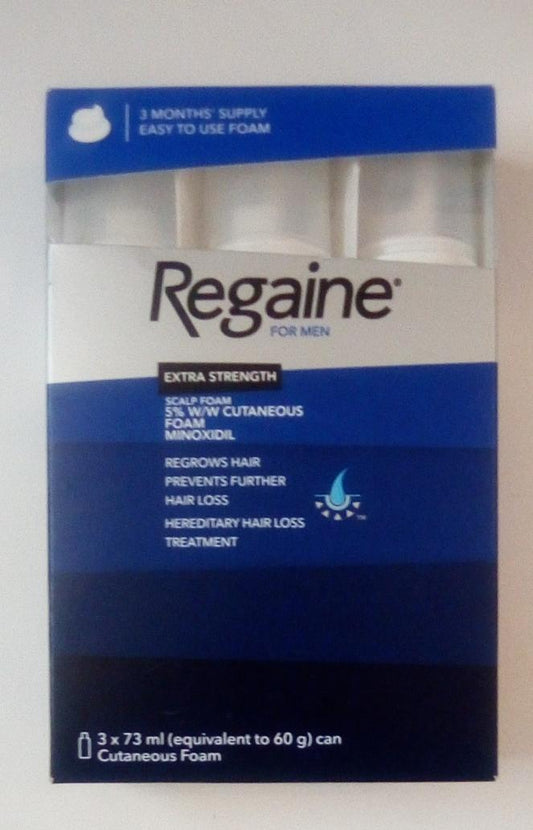 3 MONTHS' SUPPLY
EASY TO USE FOAM
Regaine®
FOR MEN
EXTRA STRENGTH
SCALP FOAM
5% W/W CUTANEOUS
FOAM
MINOXIDIL
REGROWS HAIR
PREVENTS FURTHER
HAIR LOSS
™
HEREDITARY HAIR LOSS
TREATMENT
3 x 73 ml (equivalent to 60 g) can
Cutaneous Foam